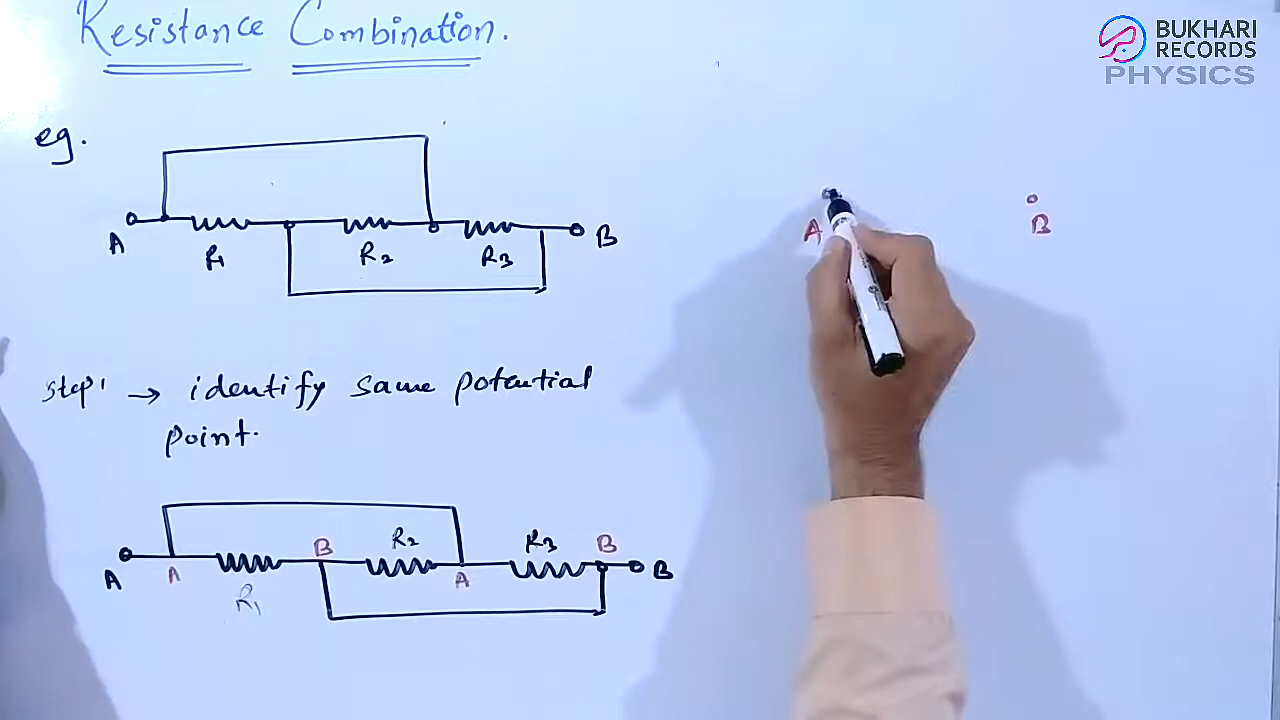 Resistance Combination.
BUKHARI
RECORDS
PHYSICS
eg.
A
R1
R2
R3
B
step1 → identify same potential
point.
A
A
R1
B
R2
A
R3
B
B
A
B